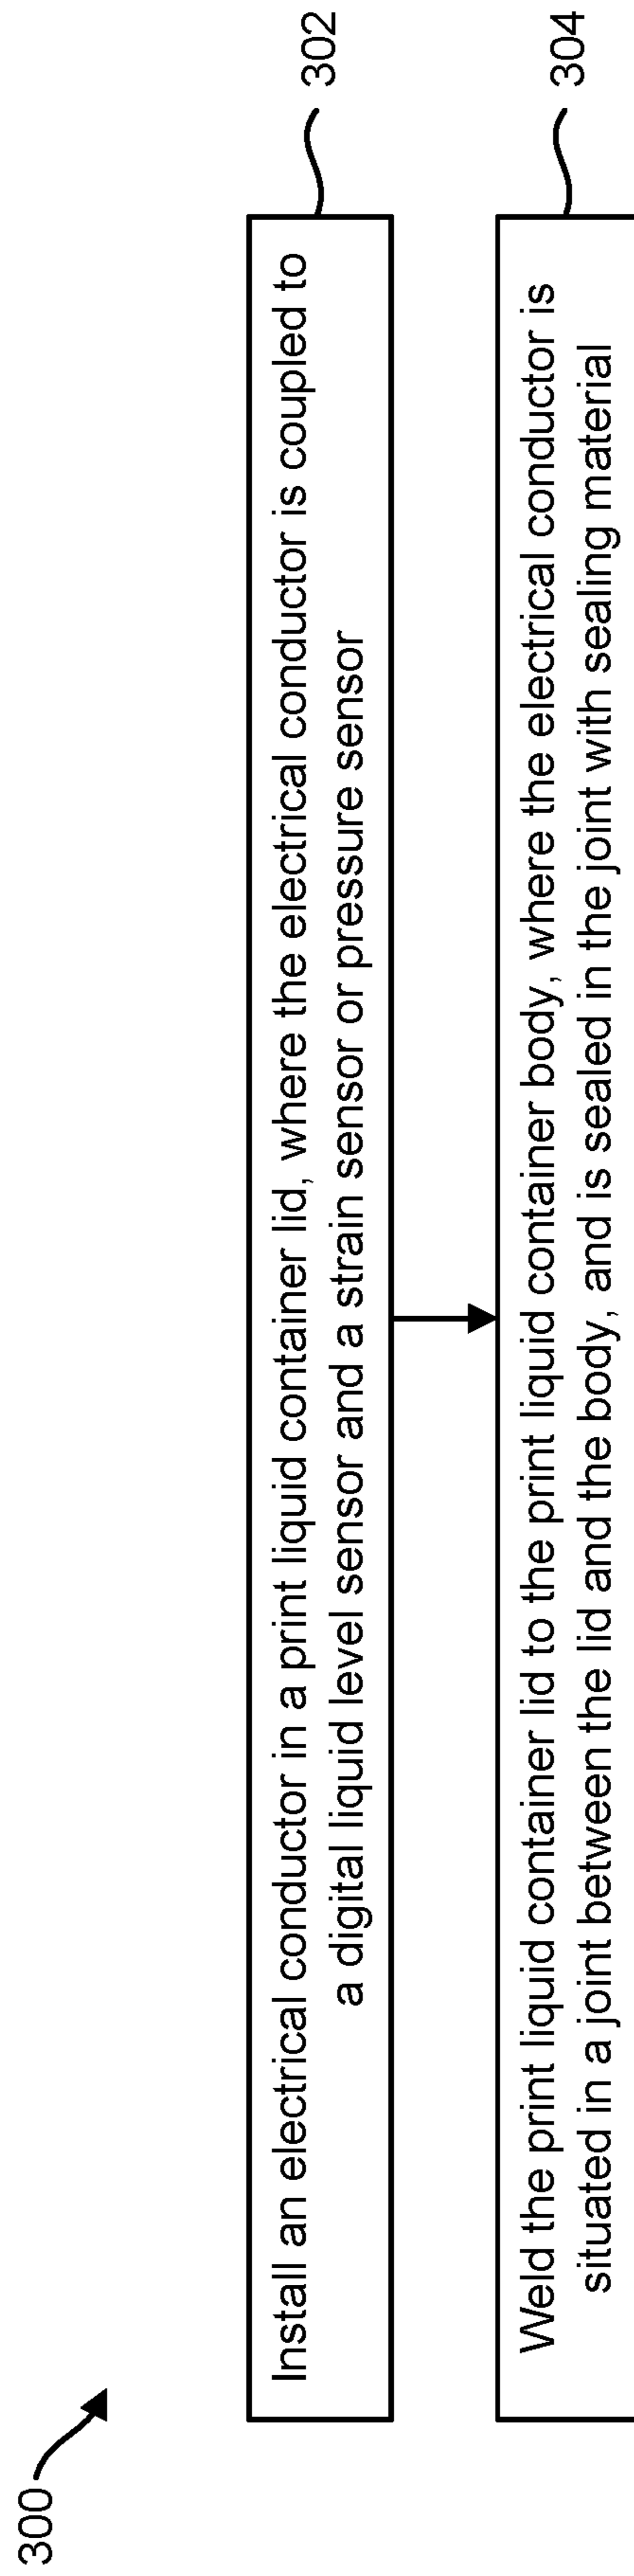 300
Install an electrical conductor in a print liquid container lid, where the electrical conductor is coupled to
a digital liquid level sensor and a strain sensor or pressure sensor
302
Weld the print liquid container lid to the print liquid container body, where the electrical conductor is
situated in a joint between the lid and the body, and is sealed in the joint with sealing material
304